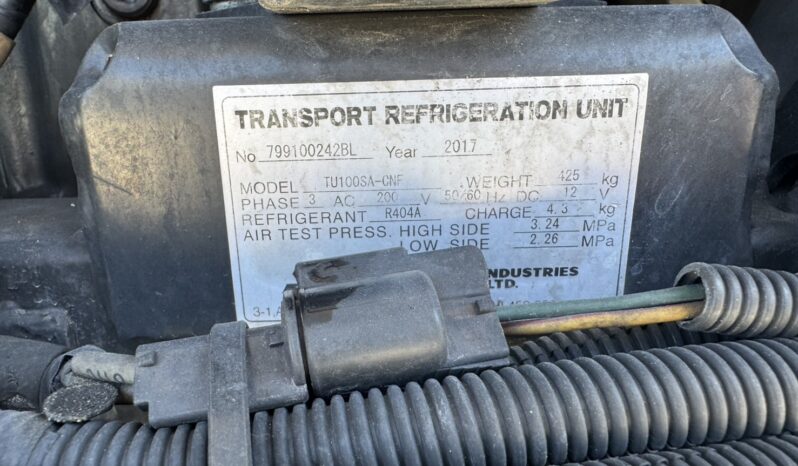 TRANSPORT REFRIGERATION UNIT
No 799100242BL Year 2017
MODEL TU100SA-CNF WEIGHT 425 kg
PHASE 3 AC 200 V 50/60 Hz DC 12 V
REFRIGERANT R404A CHARGE 4.3 kg
AIR TEST PRESS. HIGH SIDE 3.24 MPa
LOW SIDE 2.26 MPa
INDUSTRIES
LTD.